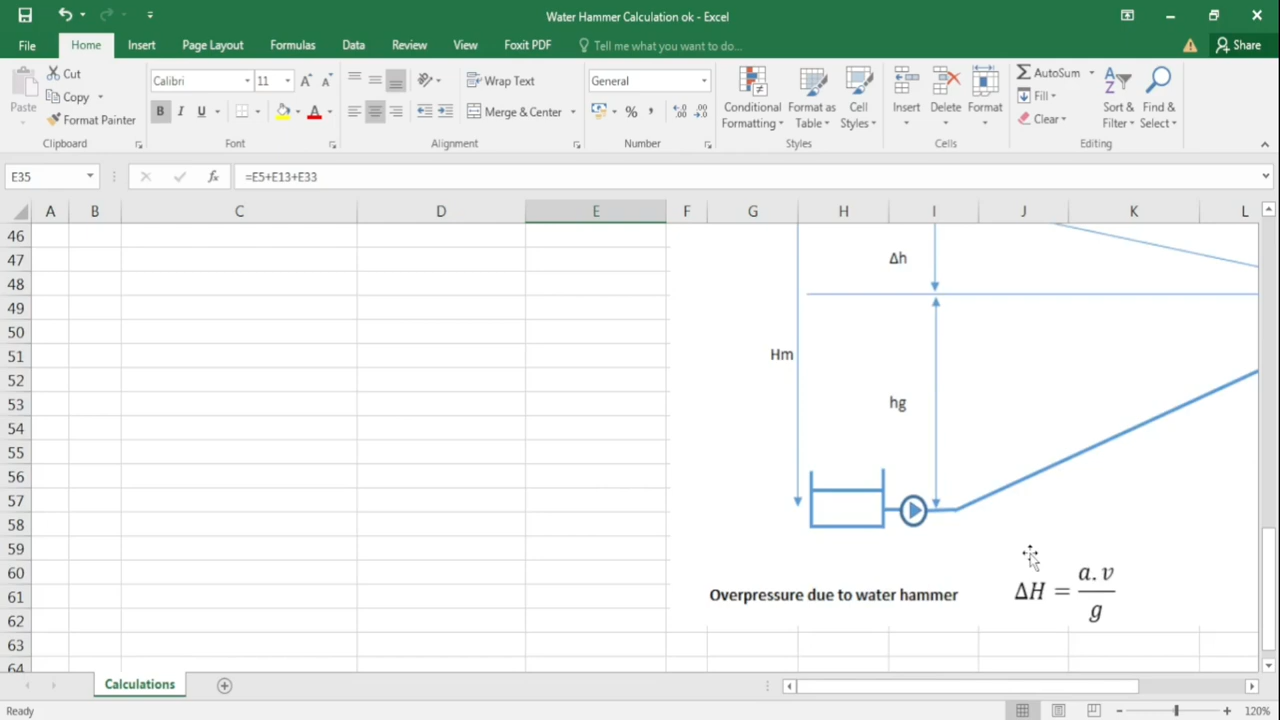 Water Hammer Calculation ok - Excel
File Home Insert Page Layout Formulas Data Review View Foxit PDF Tell me what you want to do... Share
Cut
Copy
Format Painter
Paste
Clipboard
Calibri 11
B I U
Font
Wrap Text
Merge & Center
Alignment
General
Number
Conditional Formatting
Format as Table
Cell Styles
Styles
Insert Delete Format
Cells
AutoSum
Fill
Clear
Sort & Filter
Find & Select
Editing
E35 fx =E5+E13+E33
A B C D E F G H I J K L
46
47
48
49
50
51
52
53
54
55
56
57
58
59
60
61
62
63
64
Δh
Hm
hg
Overpressure due to water hammer
ΔH = a.v / g
Calculations
Ready 120%